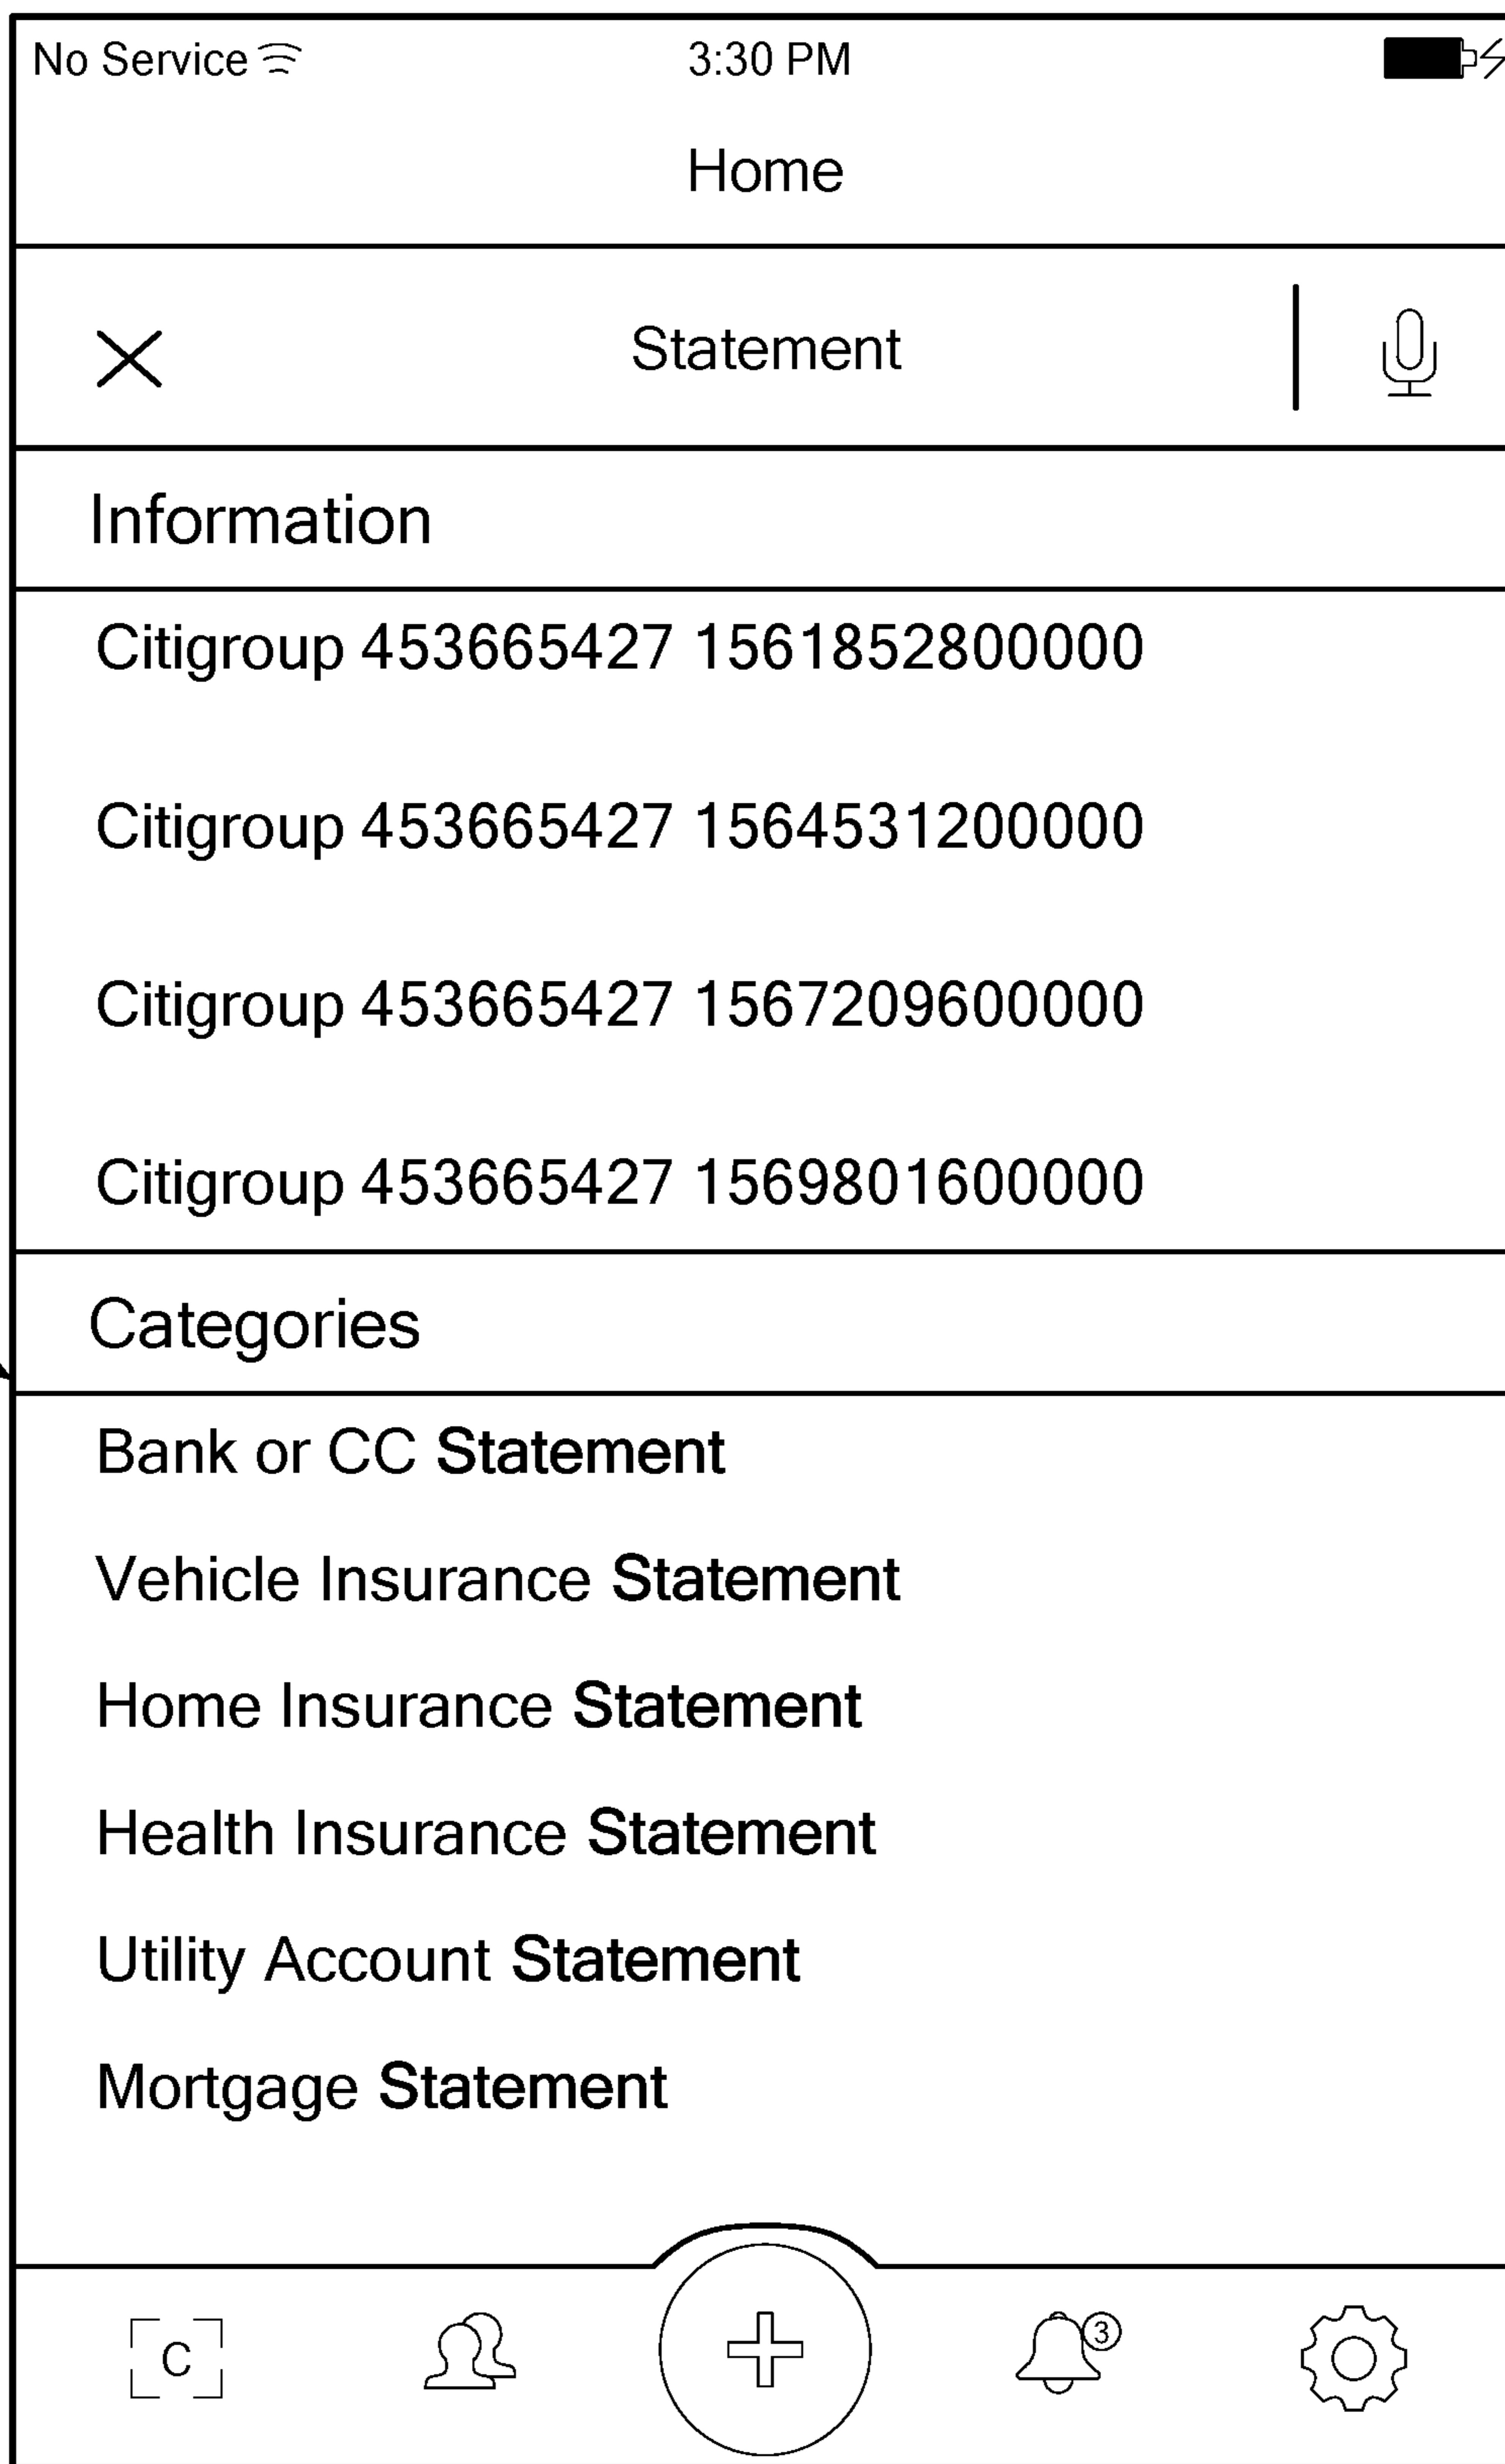 No Service 3:30 PM
Home
Statement
Information
Citigroup 453665427 1561852800000
Citigroup 453665427 1564531200000
Citigroup 453665427 1567209600000
Citigroup 453665427 1569801600000
Categories
Bank or CC Statement
Vehicle Insurance Statement
Home Insurance Statement
Health Insurance Statement
Utility Account Statement
Mortgage Statement
C 3